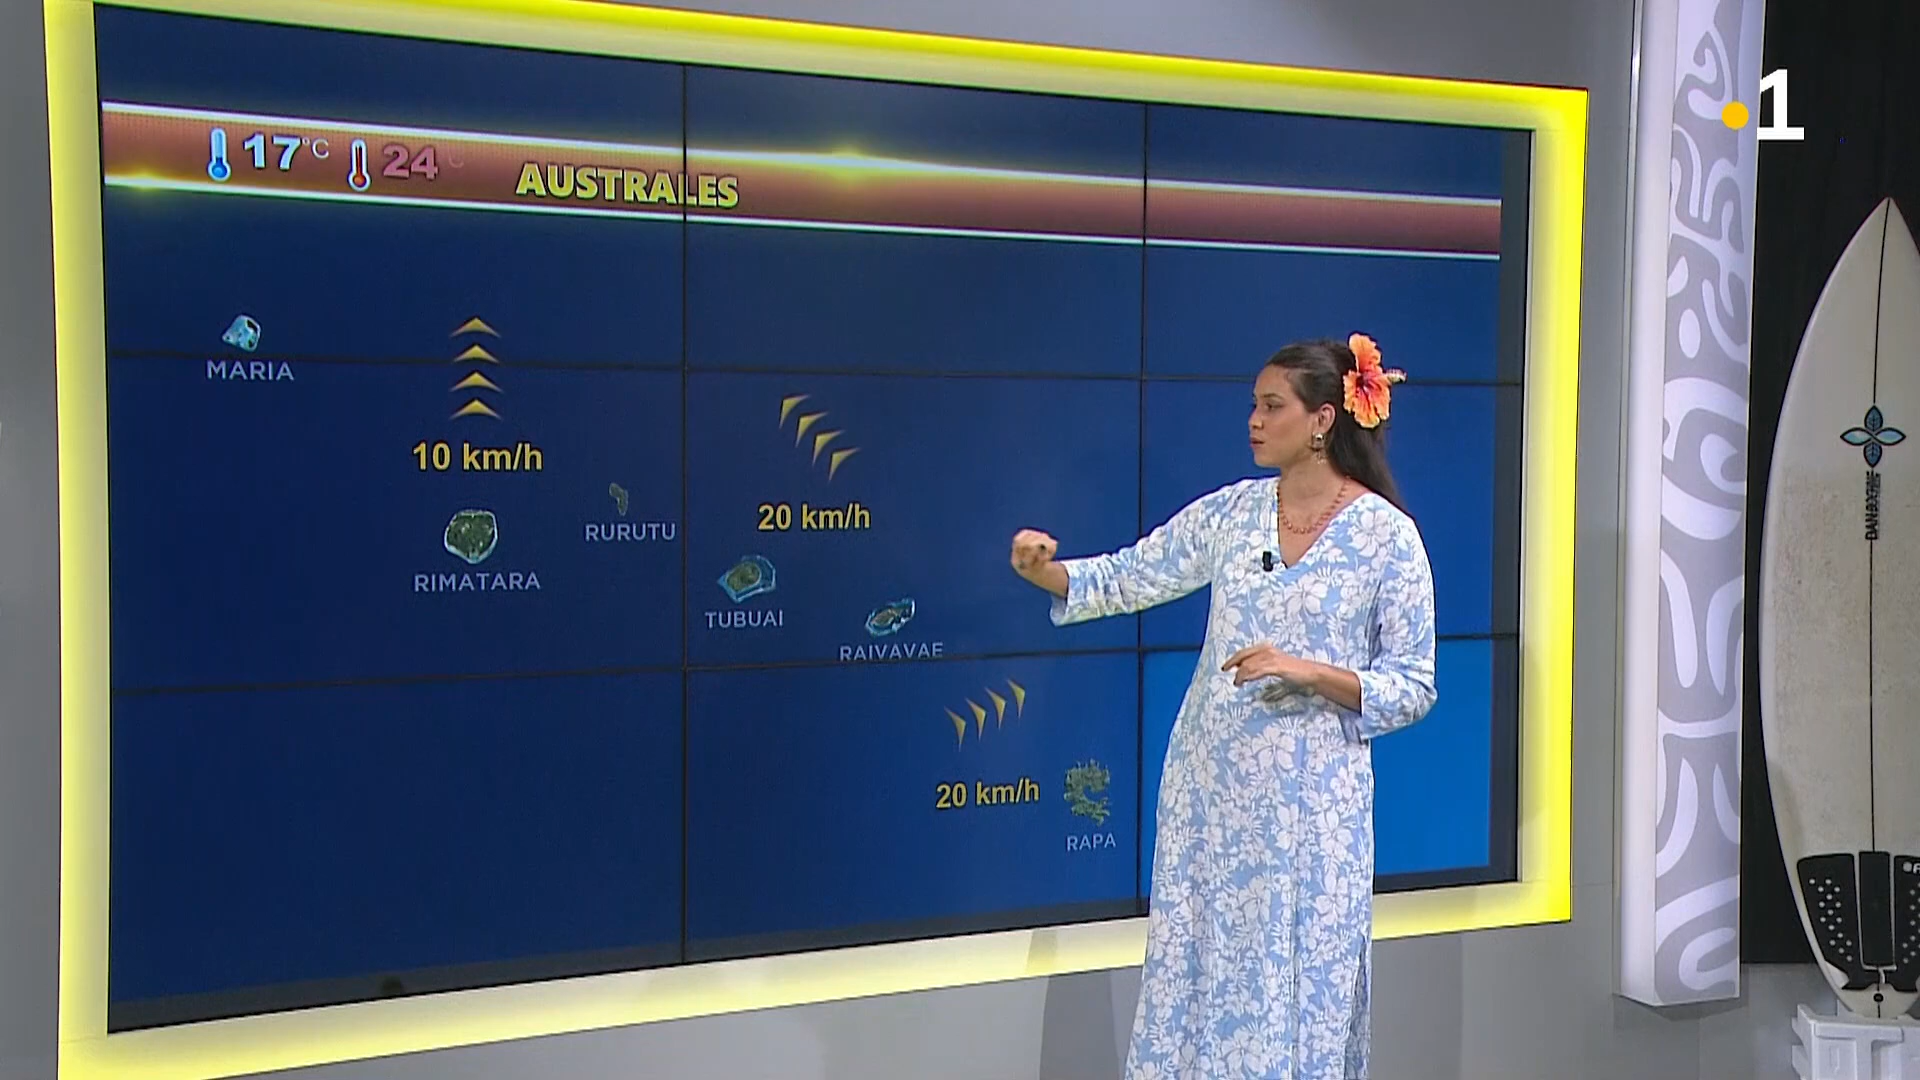 1
17°C 24°C
AUSTRALES
MARIA
10 km/h
RURUTU
20 km/h
RIMATARA
TUBUAI
RAIVAVAE
20 km/h
RAPA